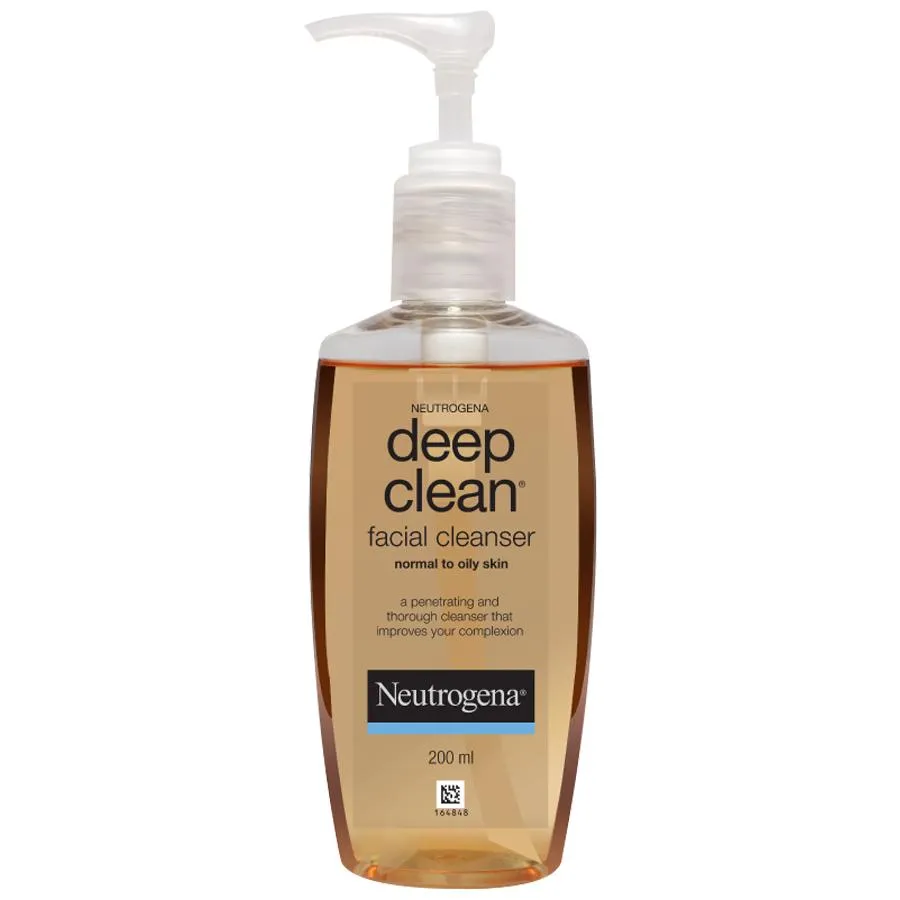 NEUTROGENA
deep
clean®
facial cleanser
normal to oily skin
a penetrating and
thorough cleanser that
improves your complexion
Neutrogena®
200 ml
164848